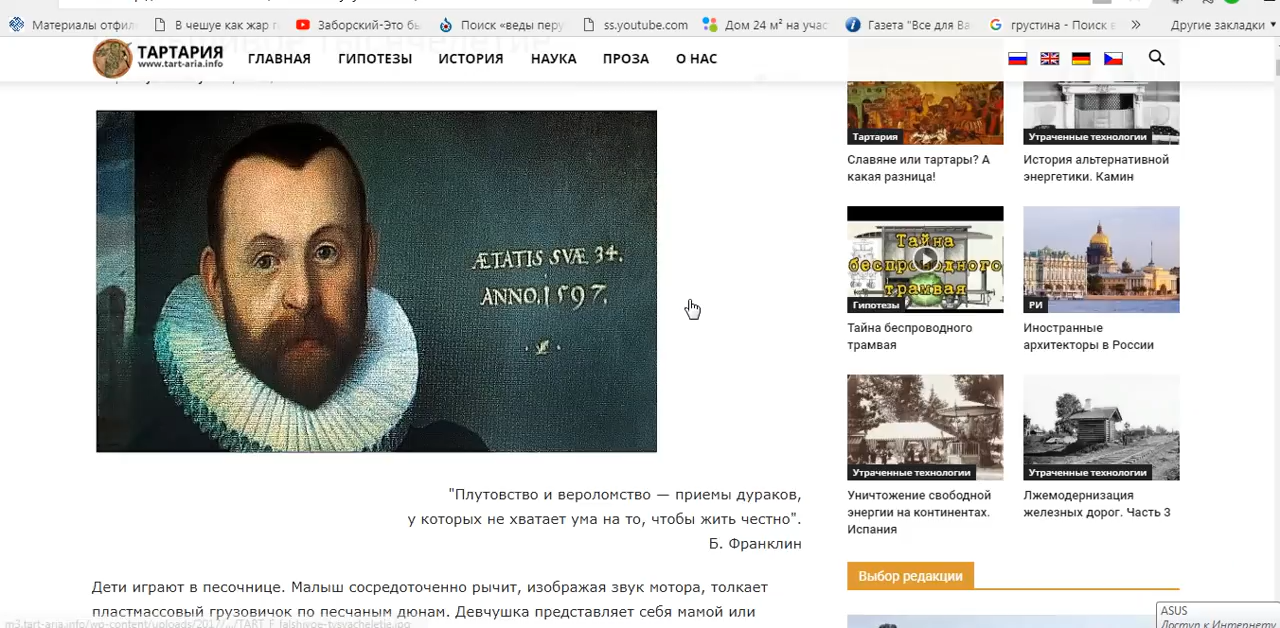 Материалы отфил
В чешуе как жар г
Заборский-Это бы
Поиск «веды перу
ss.youtube.com
Дом 24 м² на учас
Газета "Все для Ва
грустина - Поиск в
»
Другие закладки
ТАРТАРИЯ
www.tart-aria.info
ГЛАВНАЯ
ГИПОТЕЗЫ
ИСТОРИЯ
НАУКА
ПРОЗА
О НАС
ÆTATIS SVÆ 34.
ANNO.1597.
"Плутовство и вероломство — приемы дураков,
у которых не хватает ума на то, чтобы жить честно".
Б. Франклин
Дети играют в песочнице. Малыш сосредоточенно рычит, изображая звук мотора, толкает
пластмассовый грузовичок по песчаным дюнам. Девчушка представляет себя мамой или
Тартария
Славяне или тартары? А
какая разница!
Утраченные технологии
История альтернативной
энергетики. Камин
Тайна
беспроводного
трамвая
Гипотезы
Тайна беспроводного
трамвая
РИ
Иностранные
архитекторы в России
Утраченные технологии
Уничтожение свободной
энергии на континентах.
Испания
Утраченные технологии
Лжемодернизация
железных дорог. Часть 3
Выбор редакции
ASUS
Доступ к Интернету